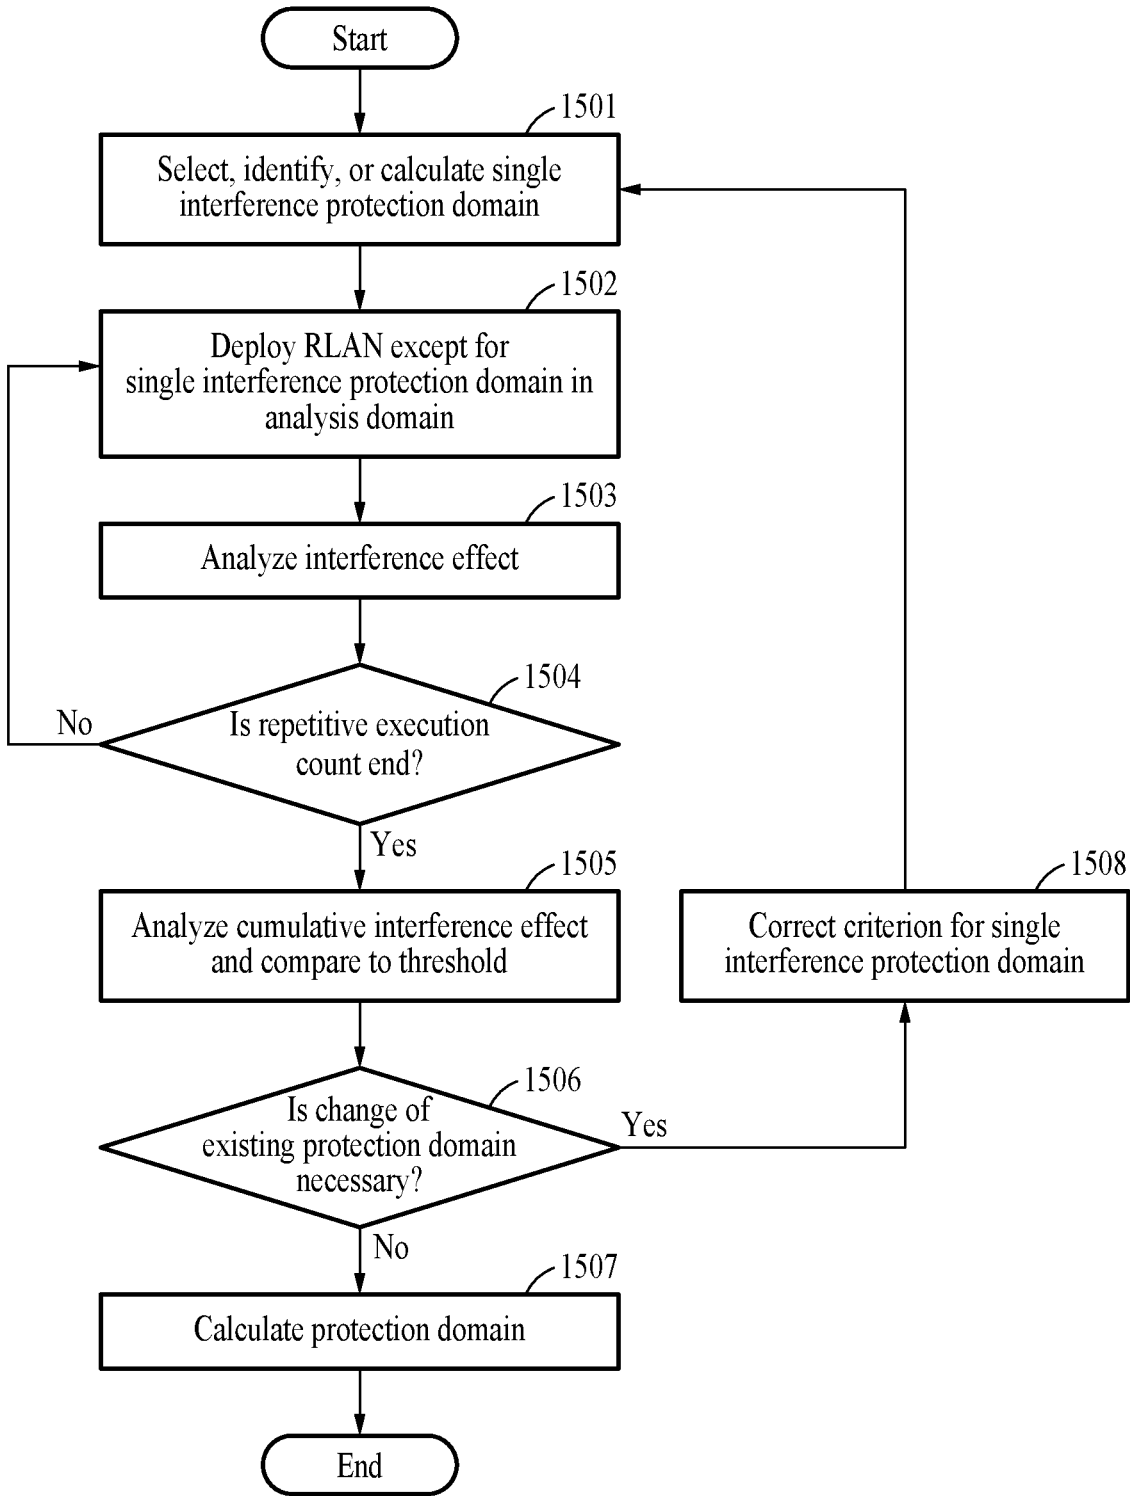 Start
1501
Select, identify, or calculate single
interference protection domain
1502
Deploy RLAN except for
single interference protection domain in
analysis domain
1503
Analyze interference effect
1504
Is repetitive execution
count end?
No
Yes
1505
Analyze cumulative interference effect
and compare to threshold
1508
Correct criterion for single
interference protection domain
1506
Is change of
existing protection domain
necessary?
Yes
No
1507
Calculate protection domain
End